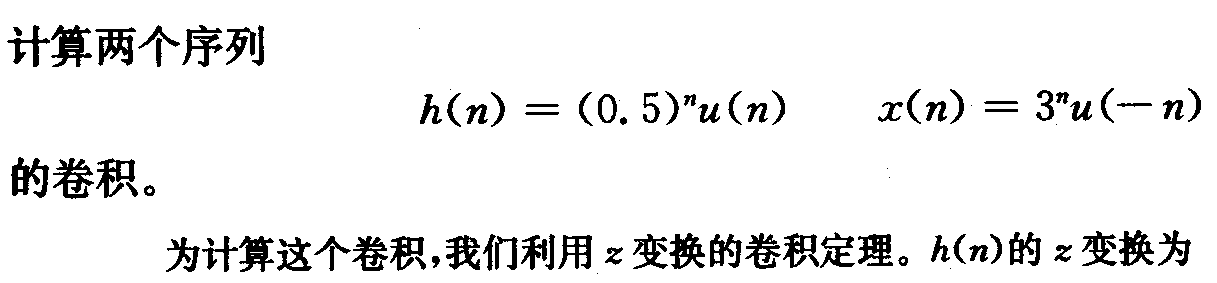 计算两个序列
h(n) = (0.5)ⁿu(n)  x(n) = 3ⁿu(−n)
的卷积。
为计算这个卷积,我们利用 z 变换的卷积定理。h(n)的 z 变换为